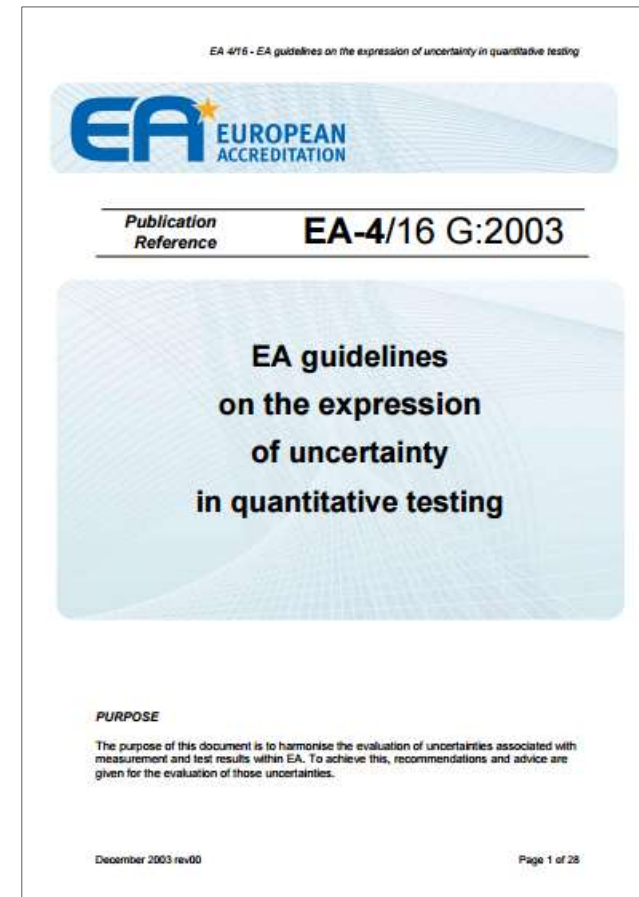 EA 4/16 - EA guidelines on the expression of uncertainty in quantitative testing
EA EUROPEAN
ACCREDITATION
Publication
Reference
EA-4/16 G:2003
EA guidelines
on the expression
of uncertainty
in quantitative testing
PURPOSE
The purpose of this document is to harmonise the evaluation of uncertainties associated with
measurement and test results within EA. To achieve this, recommendations and advice are
given for the evaluation of those uncertainties.
December 2003 rev00
Page 1 of 28